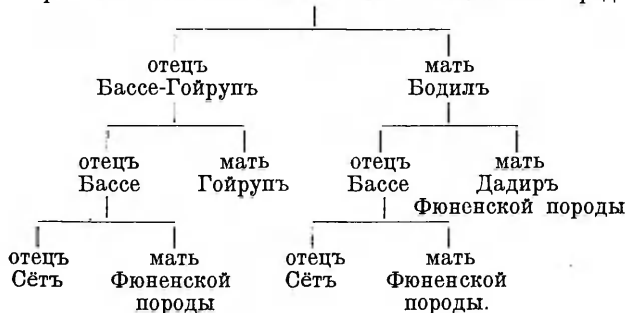 отецъ мать
Бассе-Гойрупъ Бодилъ
отецъ мать отецъ мать
Бассе Гойрупъ Бассе Дадиръ
Фюненской породы
отецъ мать отецъ мать
Сётъ Фюненской Сётъ Фюненской
породы породы.